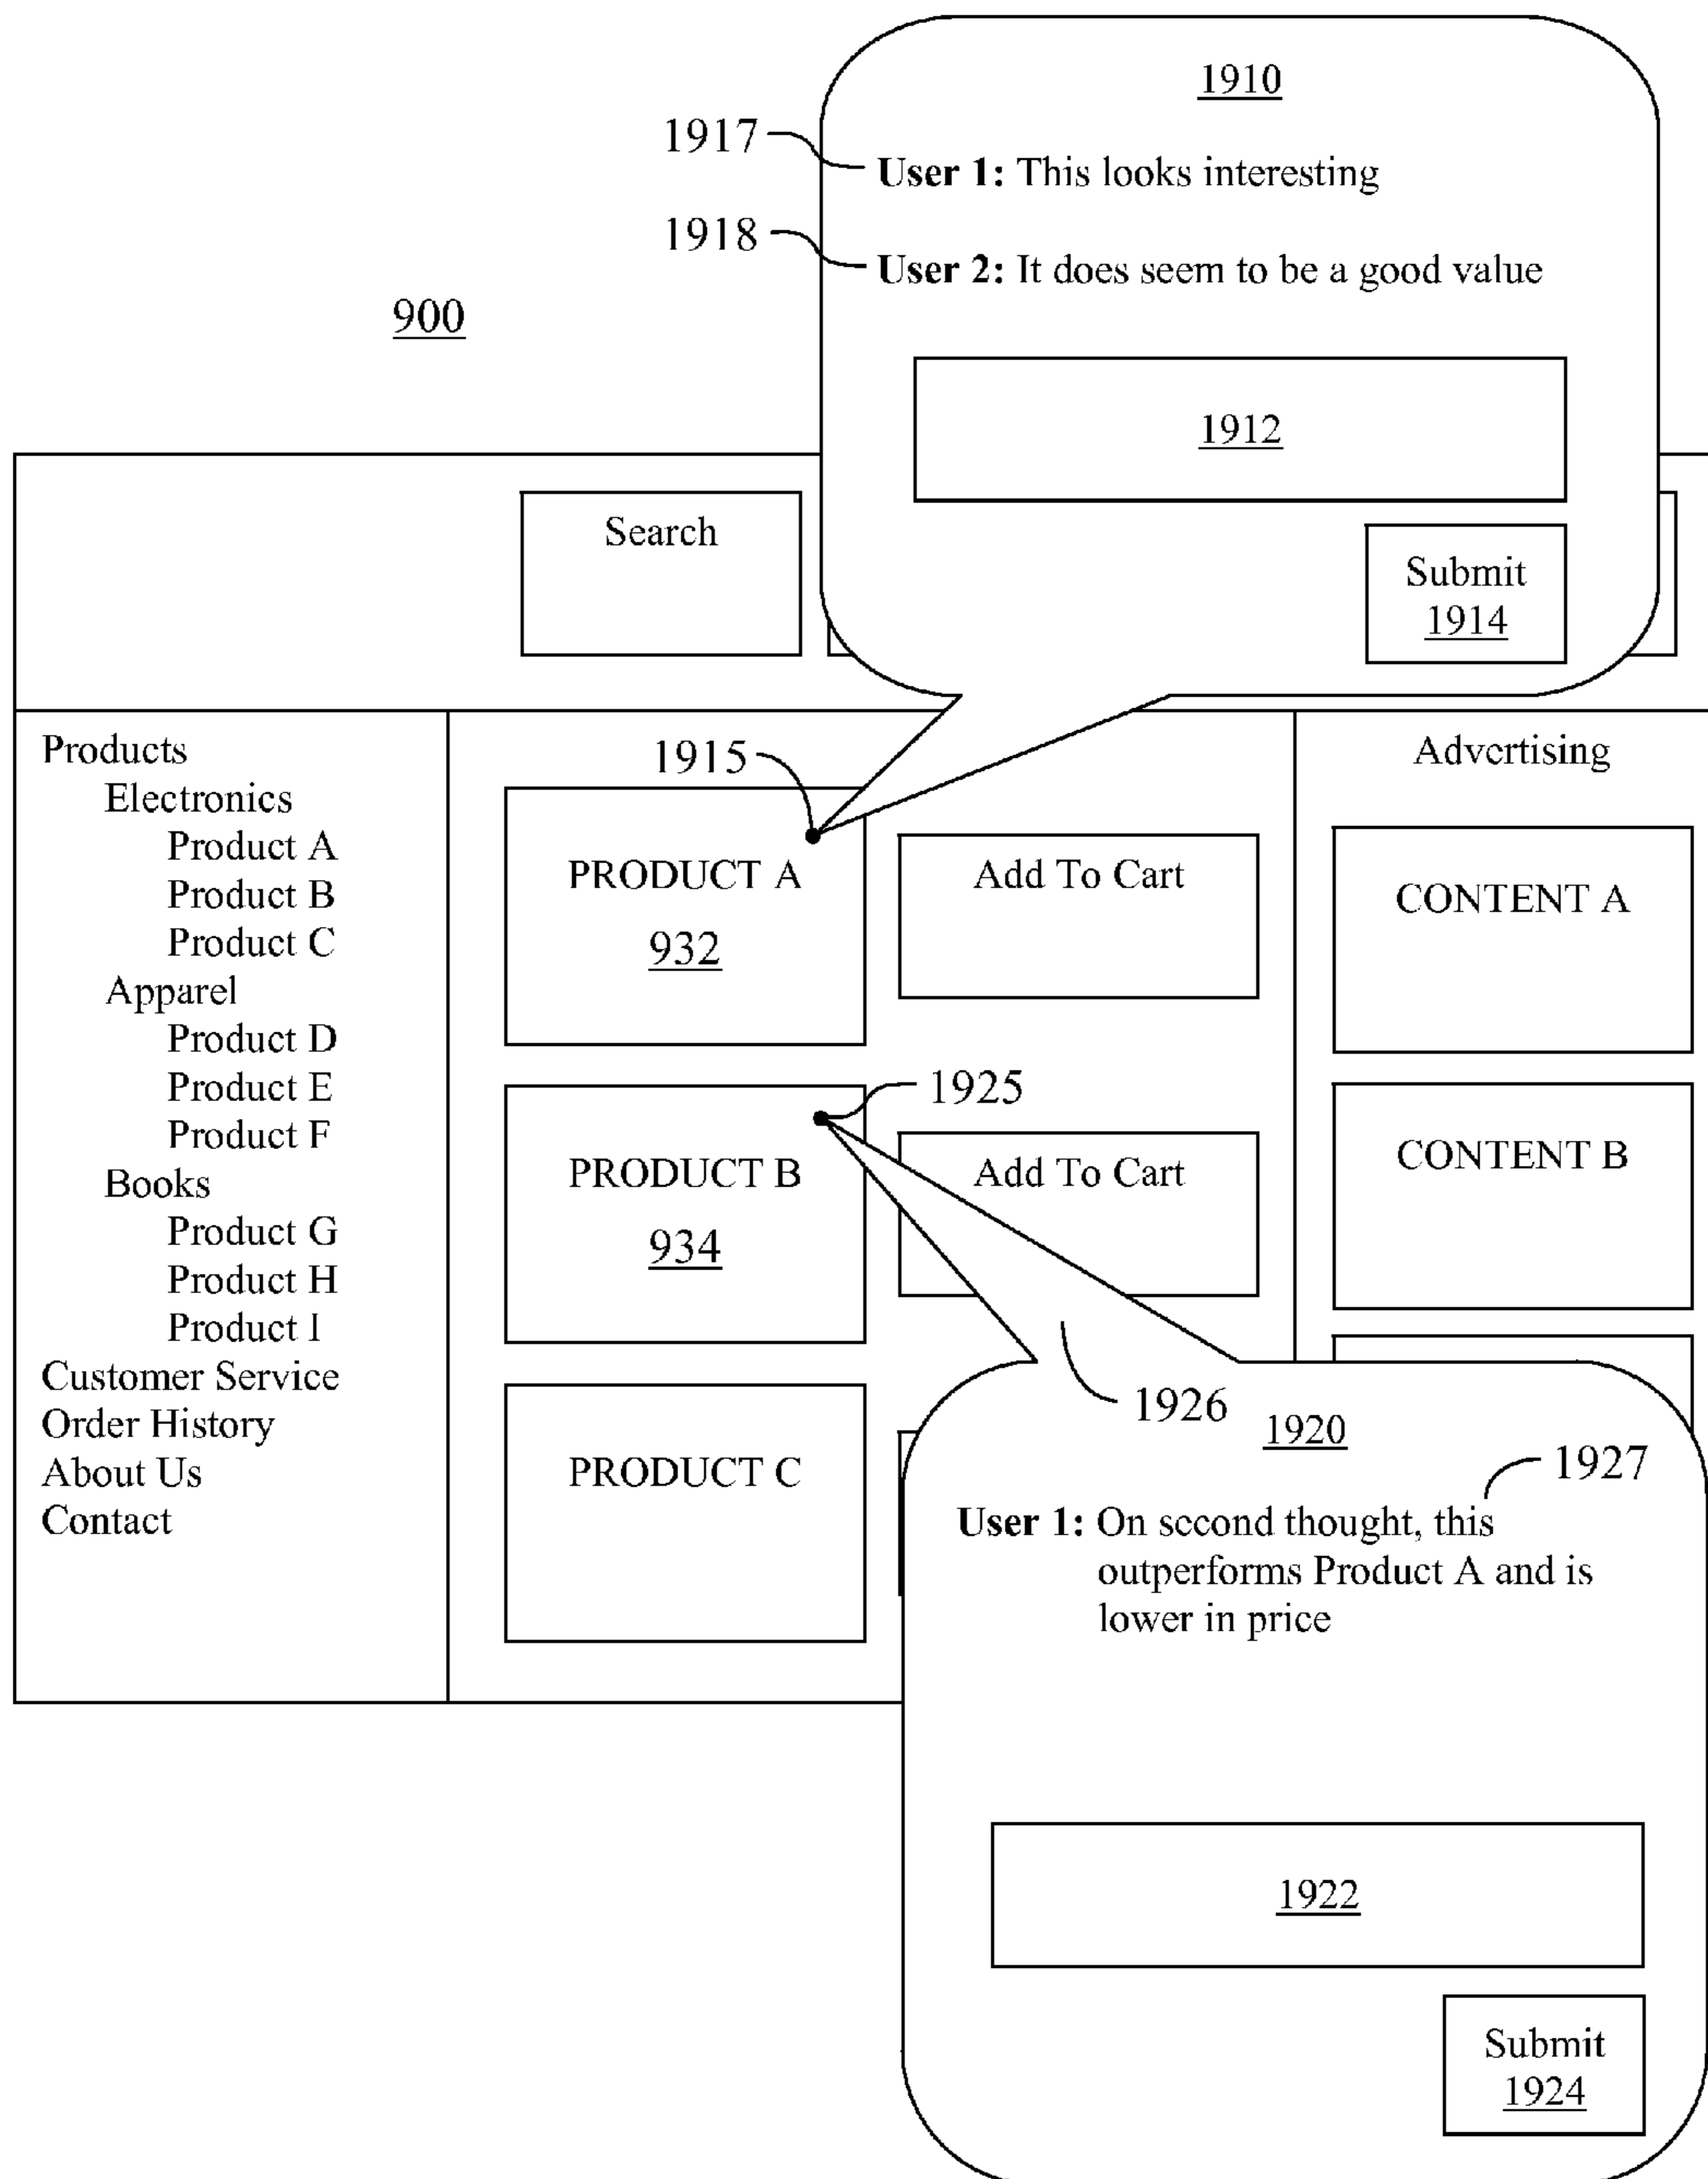 1910
1917
User 1: This looks interesting
1918
User 2: It does seem to be a good value
900
1912
Search
Submit
1914
Products
Electronics
Product A
Product B
Product C
Apparel
Product D
Product E
Product F
Books
Product G
Product H
Product I
Customer Service
Order History
About Us
Contact
1915
PRODUCT A
932
Add To Cart
1925
PRODUCT B
934
Add To Cart
PRODUCT C
Advertising
CONTENT A
CONTENT B
1926
1920
1927
User 1: On second thought, this
outperforms Product A and is
lower in price
1922
Submit
1924